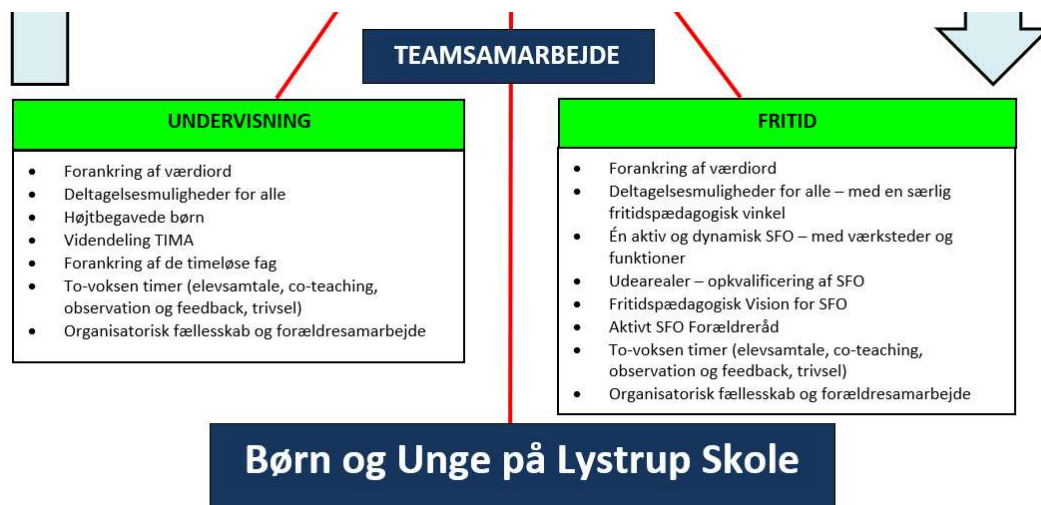 TEAMSAMARBEJDE
UNDERVISNING
• Forankring af værdiord
• Deltagelsesmuligheder for alle
• Højtbegavede børn
• Videndeling TIMA
• Forankring af de timeløse fag
• To-voksen timer (elevsamtale, co-teaching,
observation og feedback, trivsel)
• Organisatorisk fællesskab og forældresamarbejde
FRITID
• Forankring af værdiord
• Deltagelsesmuligheder for alle – med en særlig
fritidspædagogisk vinkel
• Én aktiv og dynamisk SFO – med værksteder og
funktioner
• Udearealer – opkvalificering af SFO
• Fritidspædagogisk Vision for SFO
• Aktivt SFO Forældreråd
• To-voksen timer (elevsamtale, co-teaching,
observation og feedback, trivsel)
• Organisatorisk fællesskab og forældresamarbejde
Børn og Unge på Lystrup Skole